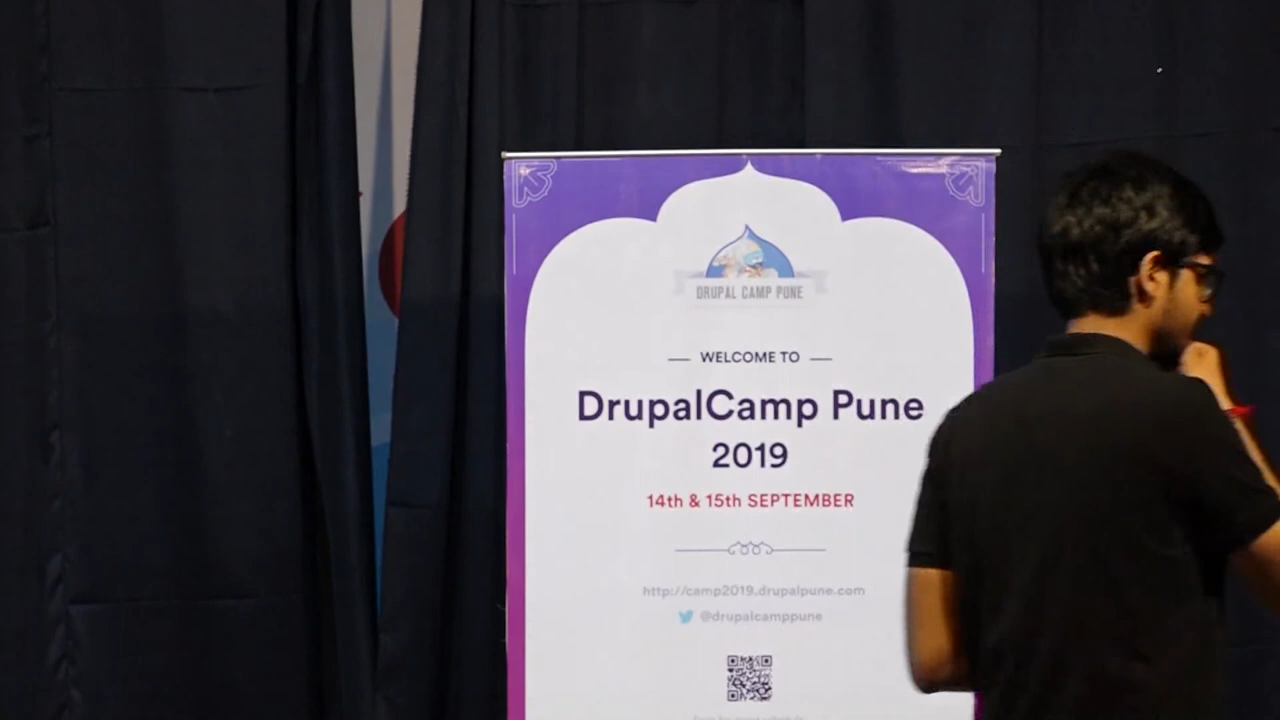 DRUPAL CAMP PUNE
WELCOME TO
DrupalCamp Pune
2019
14th & 15th SEPTEMBER
http://camp2019.drupalpune.com
@drupalcamppune